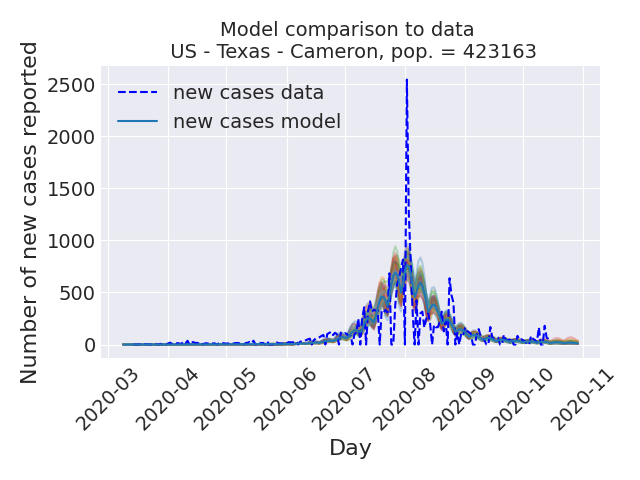 Model comparison to data
US - Texas - Cameron, pop. = 423163
new cases data
new cases model
Number of new cases reported
2500
2000
1500
1000
500
0
2020-03
2020-04
2020-05
2020-06
2020-07
2020-08
2020-09
2020-10
2020-11
Day